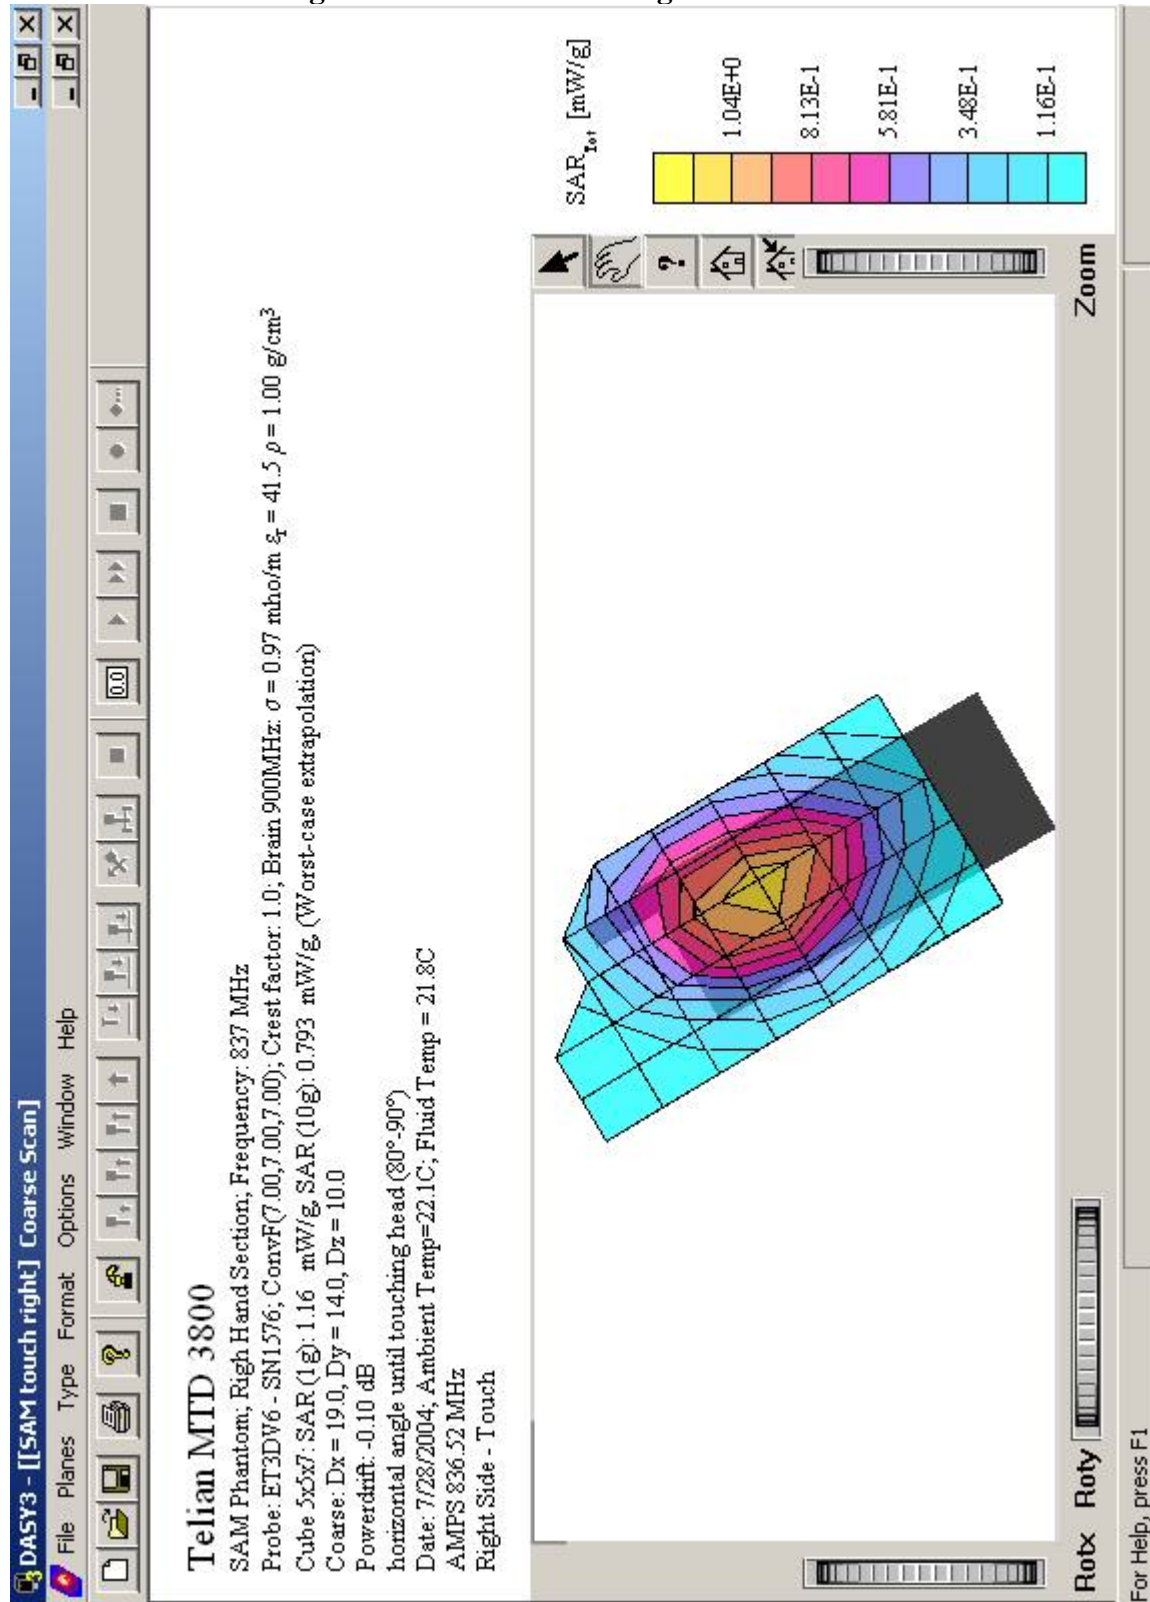 DASY3 - [[SAM touch right] Coarse Scan]
File Planes Type Format Options Window Help
0.0
Telian MTD 3800
SAM Phantom; Righ Hand Section; Frequency: 837 MHz
Probe: ET3DV6 - SN1576; ConvF(7.00,7.00,7.00); Crest factor: 1.0; Brain 900MHz: σ = 0.97 mho/m εr = 41.5 ρ = 1.00 g/cm³
Cube 5x5x7: SAR (1g): 1.16 mW/g, SAR (10g): 0.793 mW/g, (Worst-case extrapolation)
Coarse: Dx = 19.0, Dy = 14.0, Dz = 10.0
Powerdrift: -0.10 dB
horizontal angle until touching head (80°-90°)
Date: 7/28/2004; Ambient Temp=22.1C; Fluid Temp = 21.8C
AMPS 836.52 MHz
Right Side - Touch
SAR Tot [mW/g]
1.04E+0
8.13E-1
5.81E-1
3.48E-1
1.16E-1
Rotx Roty Zoom
For Help, press F1